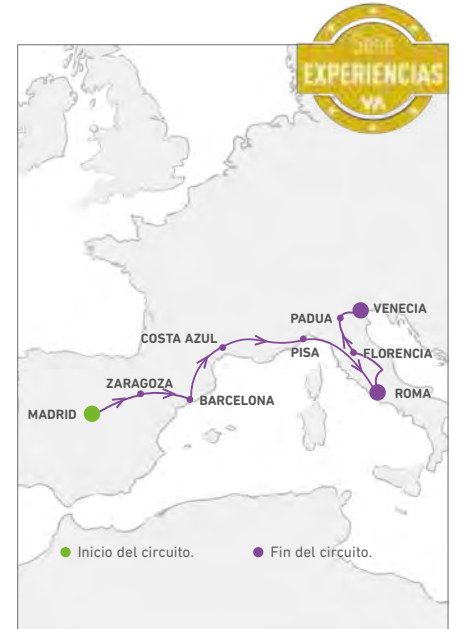 Serie
EXPERIENCIAS
VA
VENECIA
PADUA
COSTA AZUL
PISA
FLORENCIA
ZARAGOZA
ROMA
BARCELONA
MADRID
Inicio del circuito.
Fin del circuito.